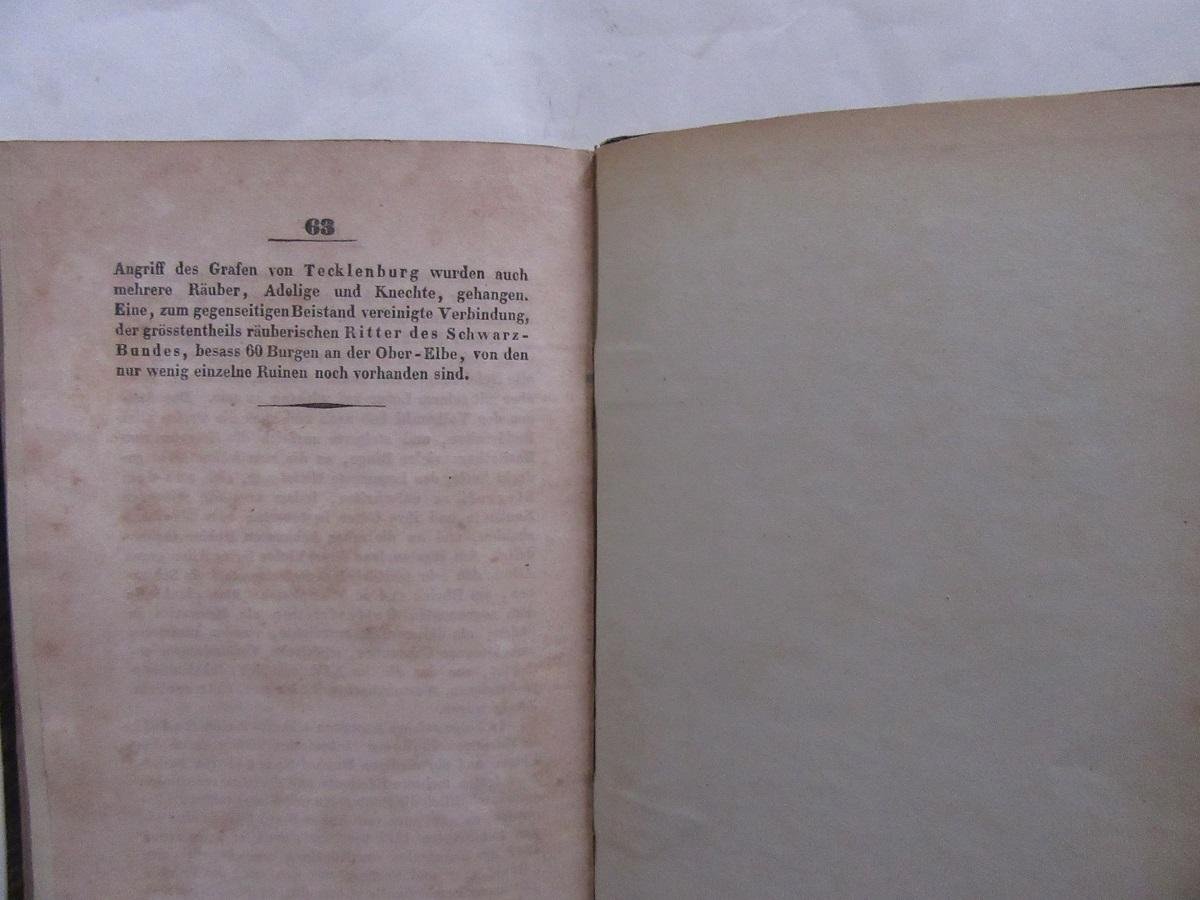 63
Angriff des Grafen von Tecklenburg wurden auch
mehrere Räuber, Adelige und Knechte, gehangen.
Eine, zum gegenseitigen Beistand vereinigte Verbindung,
der grösstentheils räuberischen Ritter des Schwarz-
Bundes, besass 60 Burgen an der Ober-Elbe, von den
nur wenig einzelne Ruinen noch vorhanden sind.